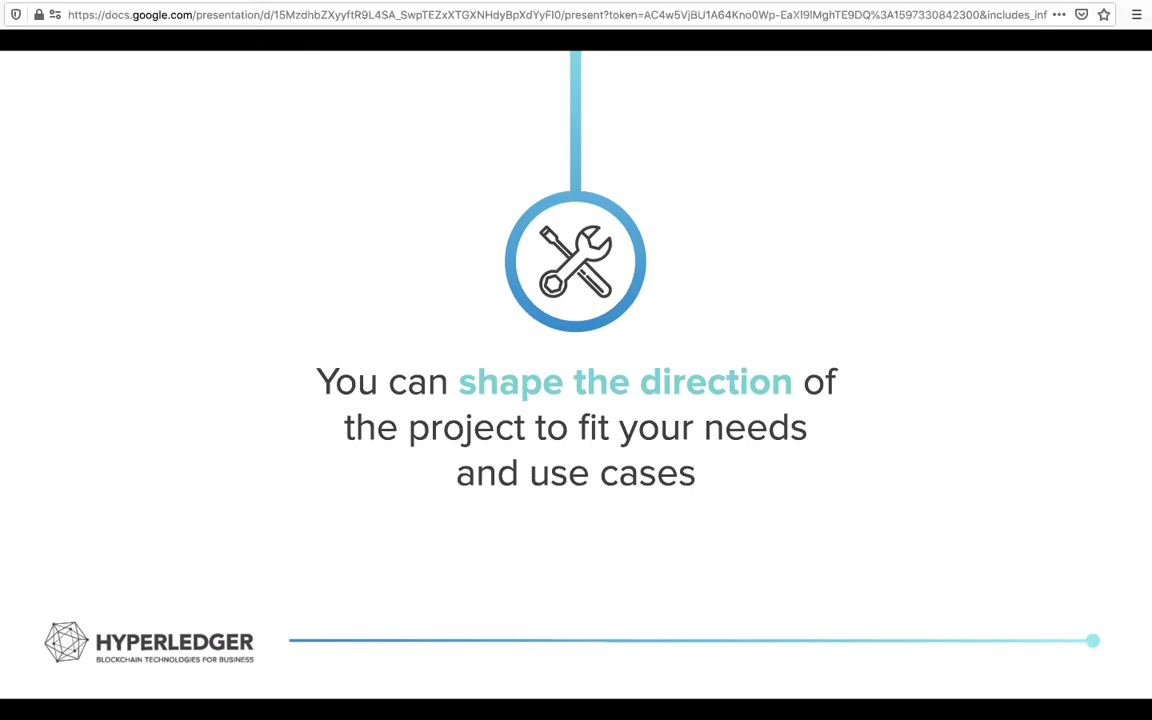 https://docs.google.com/presentation/d/15MzdhbZXyyftR9L4SA_SwpTEZxXTGXNHdyBpXdYyFI0/present?token=AC4w5VjBU1A64Kno0Wp-EaXI9lMghTE9DQ%3A1597330842300&includes_inf
You can shape the direction of
the project to fit your needs
and use cases
HYPERLEDGER
BLOCKCHAIN TECHNOLOGIES FOR BUSINESS